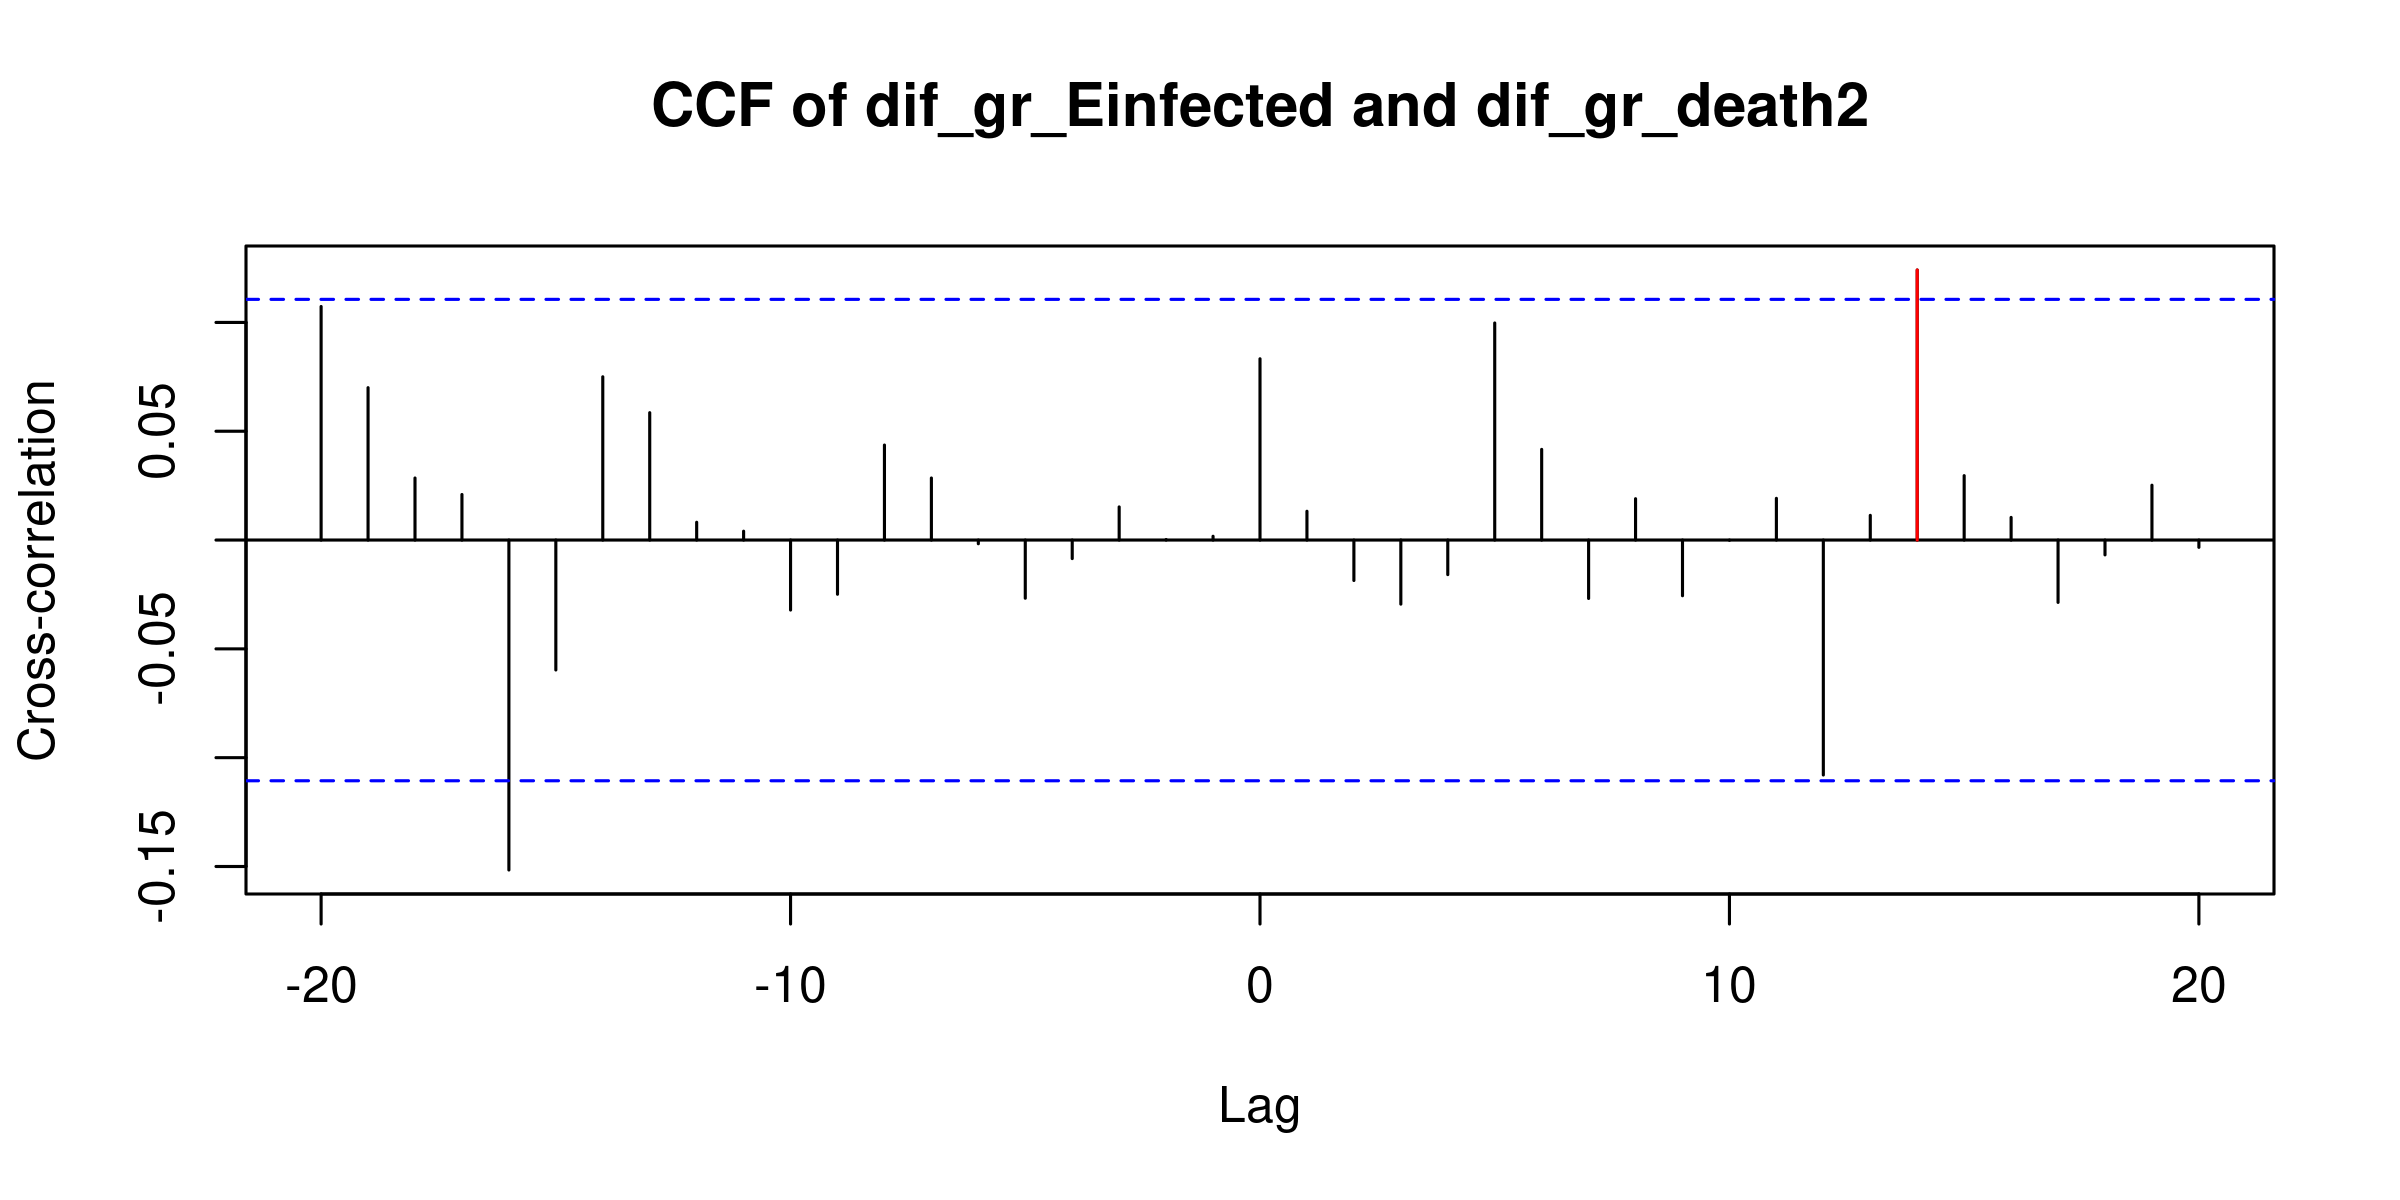 CCF of dif_gr_Einfected and dif_gr_death2
Cross-correlation
0.05
-0.05
-0.15
-20 -10 0 10 20
Lag